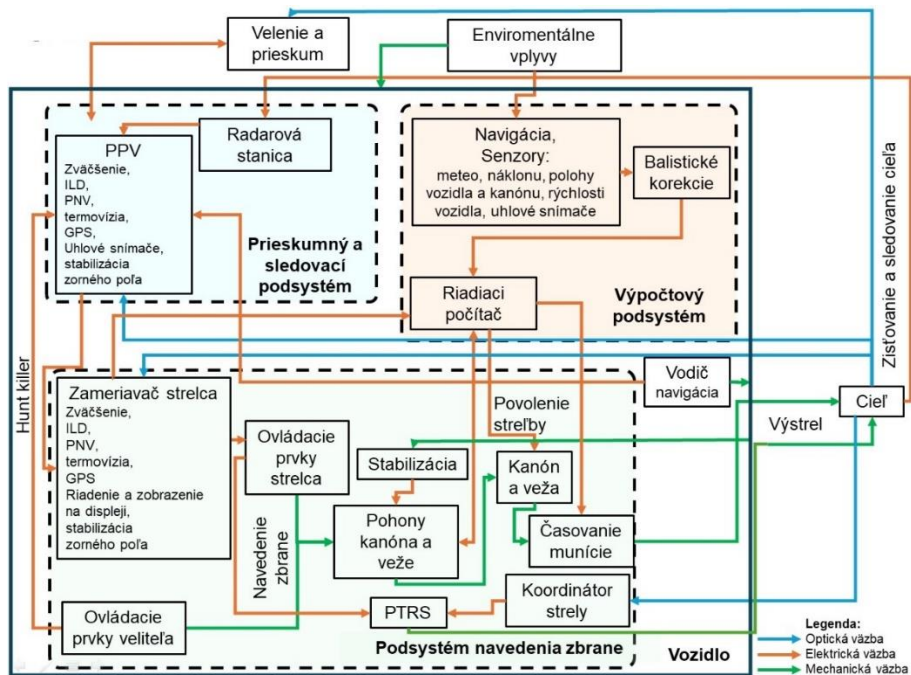 Velenie a
prieskum
Enviromentálne
vplyvy
Radarová
stanica
PPV
Zväčšenie,
ILD,
PNV,
termovízia,
GPS,
Uhlové snímače,
stabilizácia
zorného poľa
Prieskumný a
sledovací
podsystém
Navigácia,
Senzory:
meteo, náklonu, polohy
vozidla a kanónu, rýchlosti
vozidla, uhlové snímače
Balistické
korekcie
Riadiaci
počítač
Výpočtový
podsystém
Zisťovanie a sledovanie cieľa
Hunt killer
Zameriavač strelca
Zväčšenie,
ILD,
PNV,
termovízia,
GPS
Riadenie a zobrazenie
na displeji,
stabilizácia
zorného poľa
Ovládacie
prvky
strelca
Navedenie
zbrane
Stabilizácia
Povolenie
streľby
Kanón
a veža
Vodič
navigácia
Cieľ
Výstrel
Pohony
kanóna a
veže
Časovanie
munície
Koordinátor
strely
PTRS
Ovládacie
prvky veliteľa
Podsystém navedenia zbrane
Vozidlo
Legenda:
Optická väzba
Elektrická väzba
Mechanická väzba